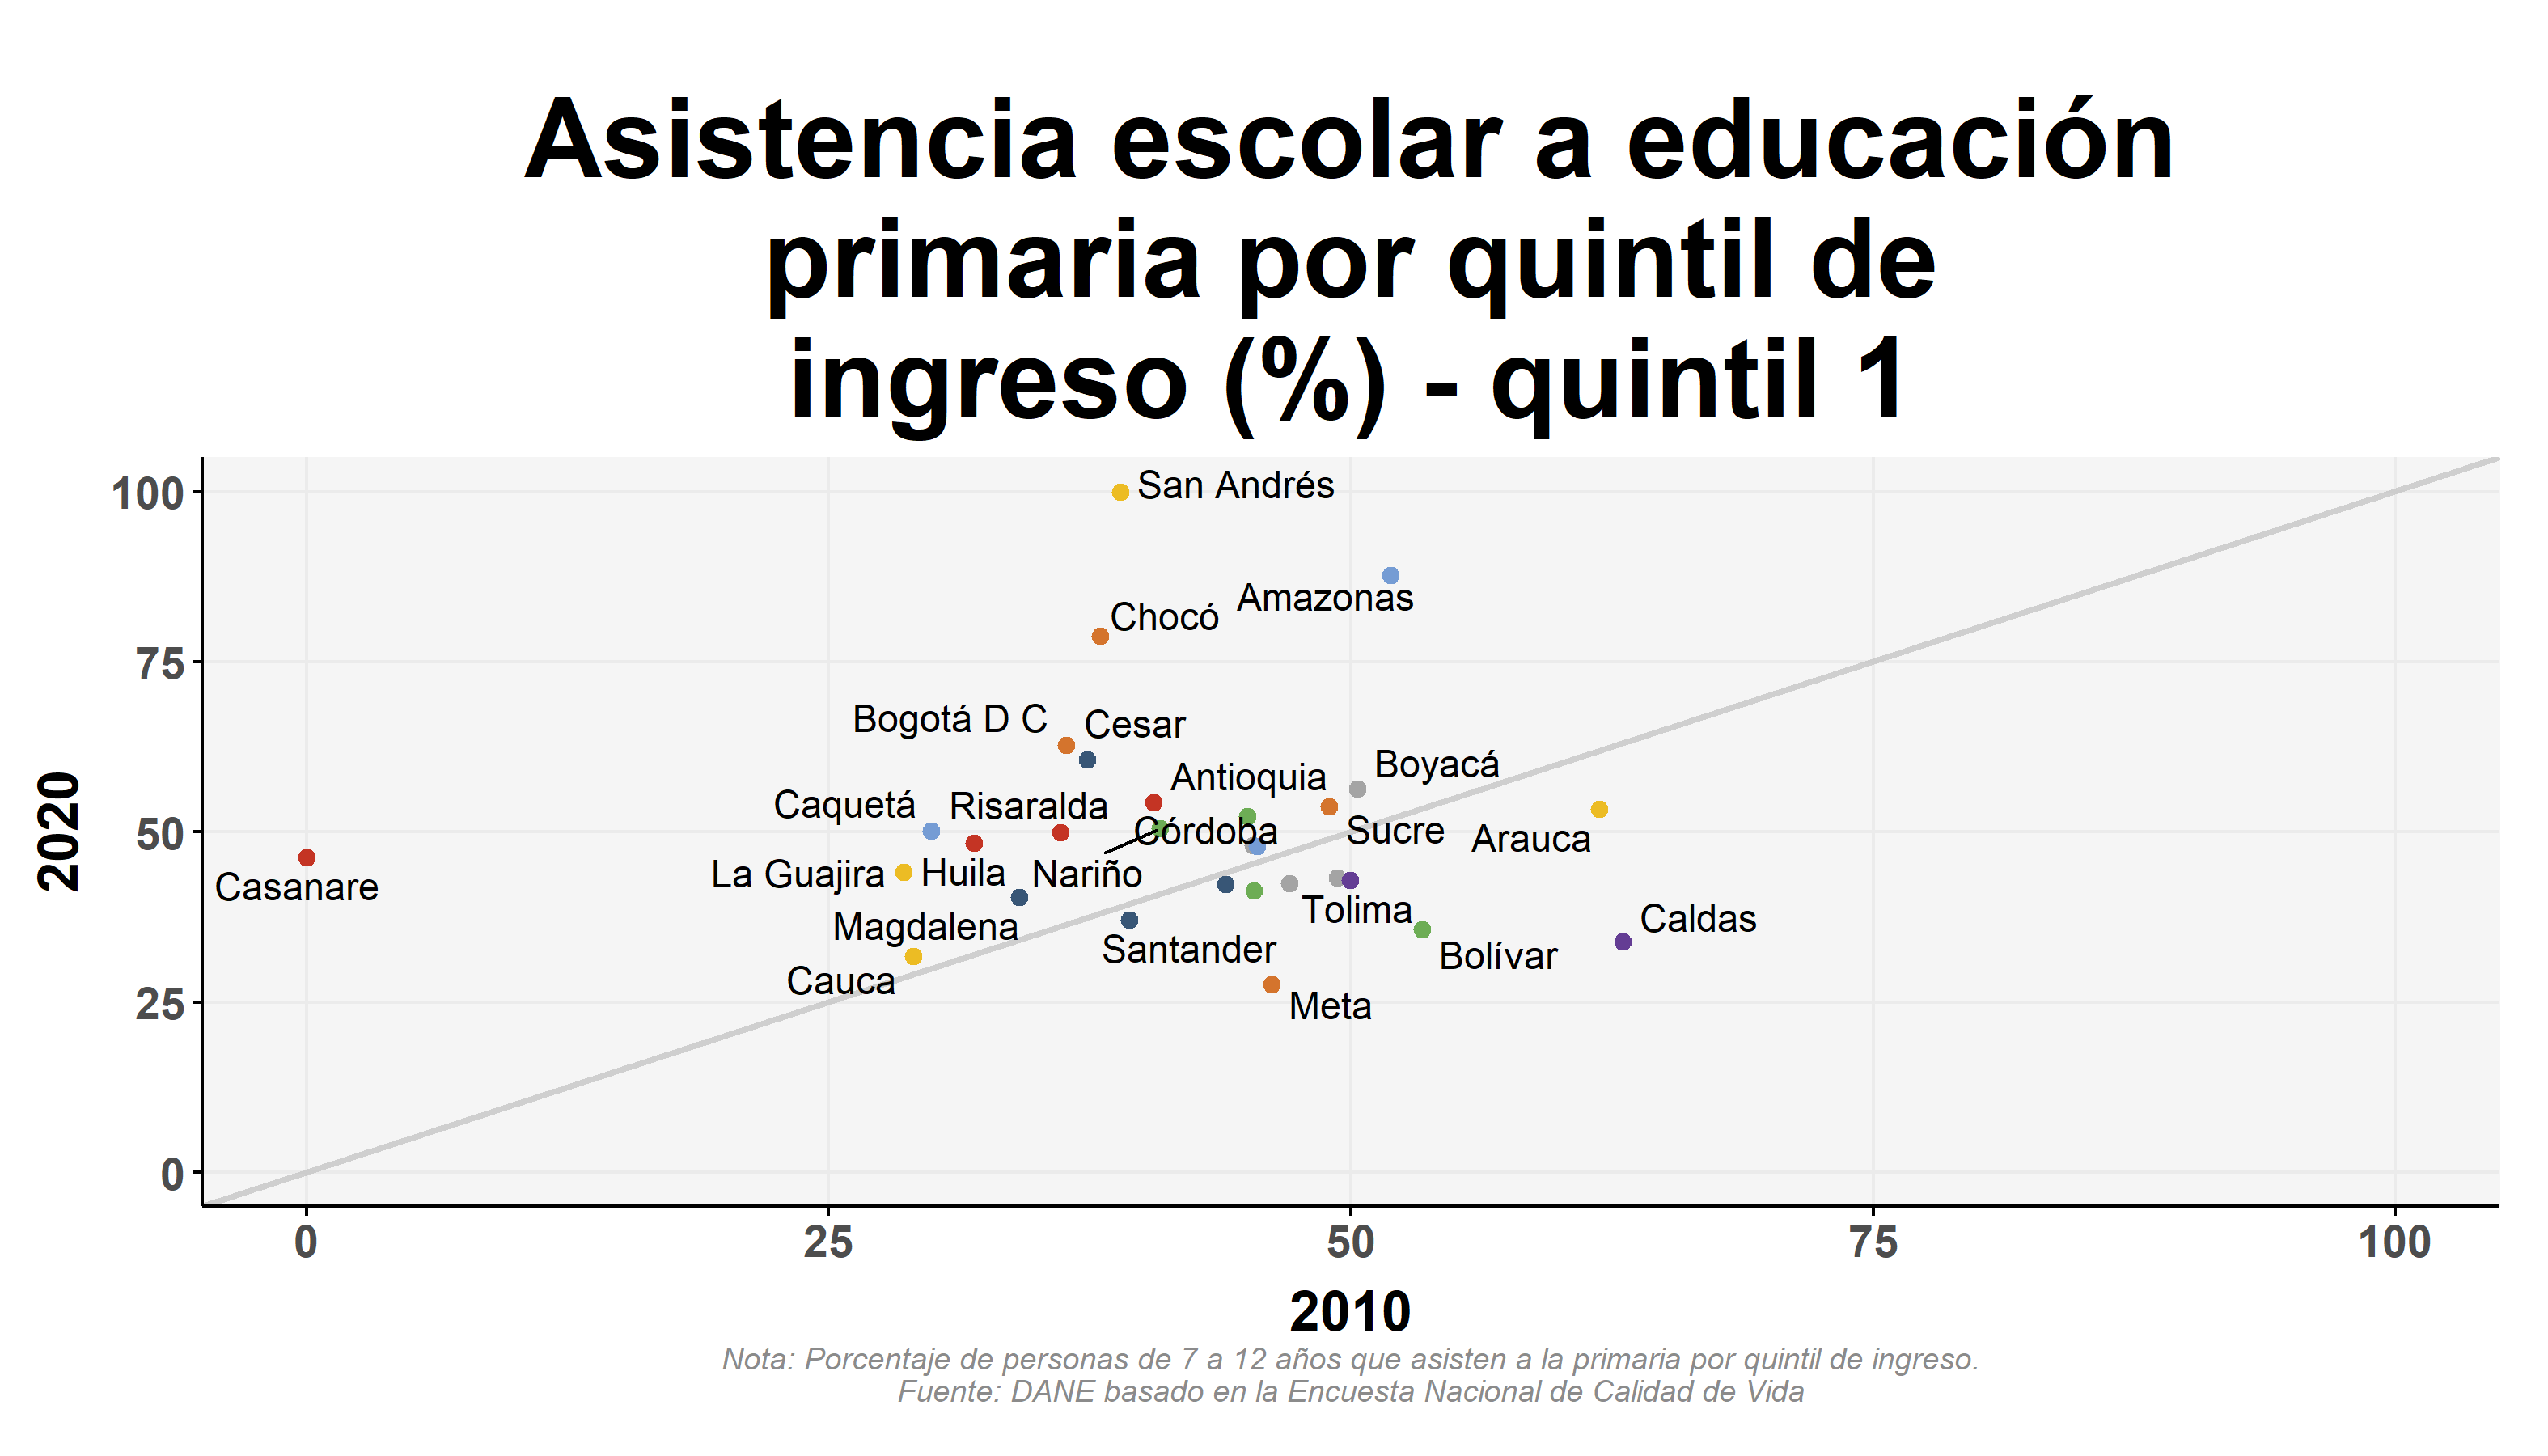 Asistencia escolar a educación
primaria por quintil de
ingreso (%) - quintil 1
100
San Andrés
Amazonas
Chocó
75
Bogotá D C
Cesar
Boyacá
Antioquia
Caquetá
Risaralda
50
Córdoba
Sucre
Arauca
2020
La Guajira
Huila
Nariño
Casanare
Tolima
Caldas
Magdalena
Santander
Bolívar
Cauca
25
Meta
0
0
25
50
75
100
2010
Nota: Porcentaje de personas de 7 a 12 años que asisten a la primaria por quintil de ingreso.
Fuente: DANE basado en la Encuesta Nacional de Calidad de Vida